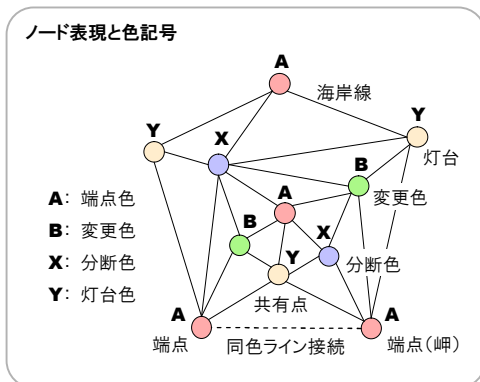 ノード表現と色記号
A
海岸線
Y
Y
X
灯台
B
A: 端点色
A
変更色
B: 変更色
B
X
X: 分断色
Y
分断色
Y: 灯台色
共有点
A
A
端点
同色ライン接続
端点(岬)